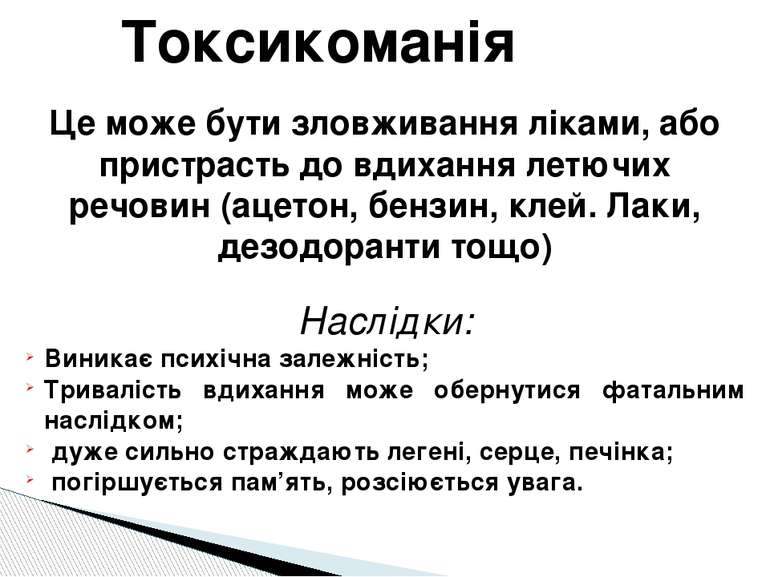 Токсикоманія
Це може бути зловживання ліками, або
пристрасть до вдихання летючих
речовин (ацетон, бензин, клей. Лаки,
дезодоранти тощо)
Наслідки:
Виникає психічна залежність;
Тривалість вдихання може обернутися фатальним
наслідком;
дуже сильно страждають легені, серце, печінка;
погіршується пам’ять, розсіюється увага.